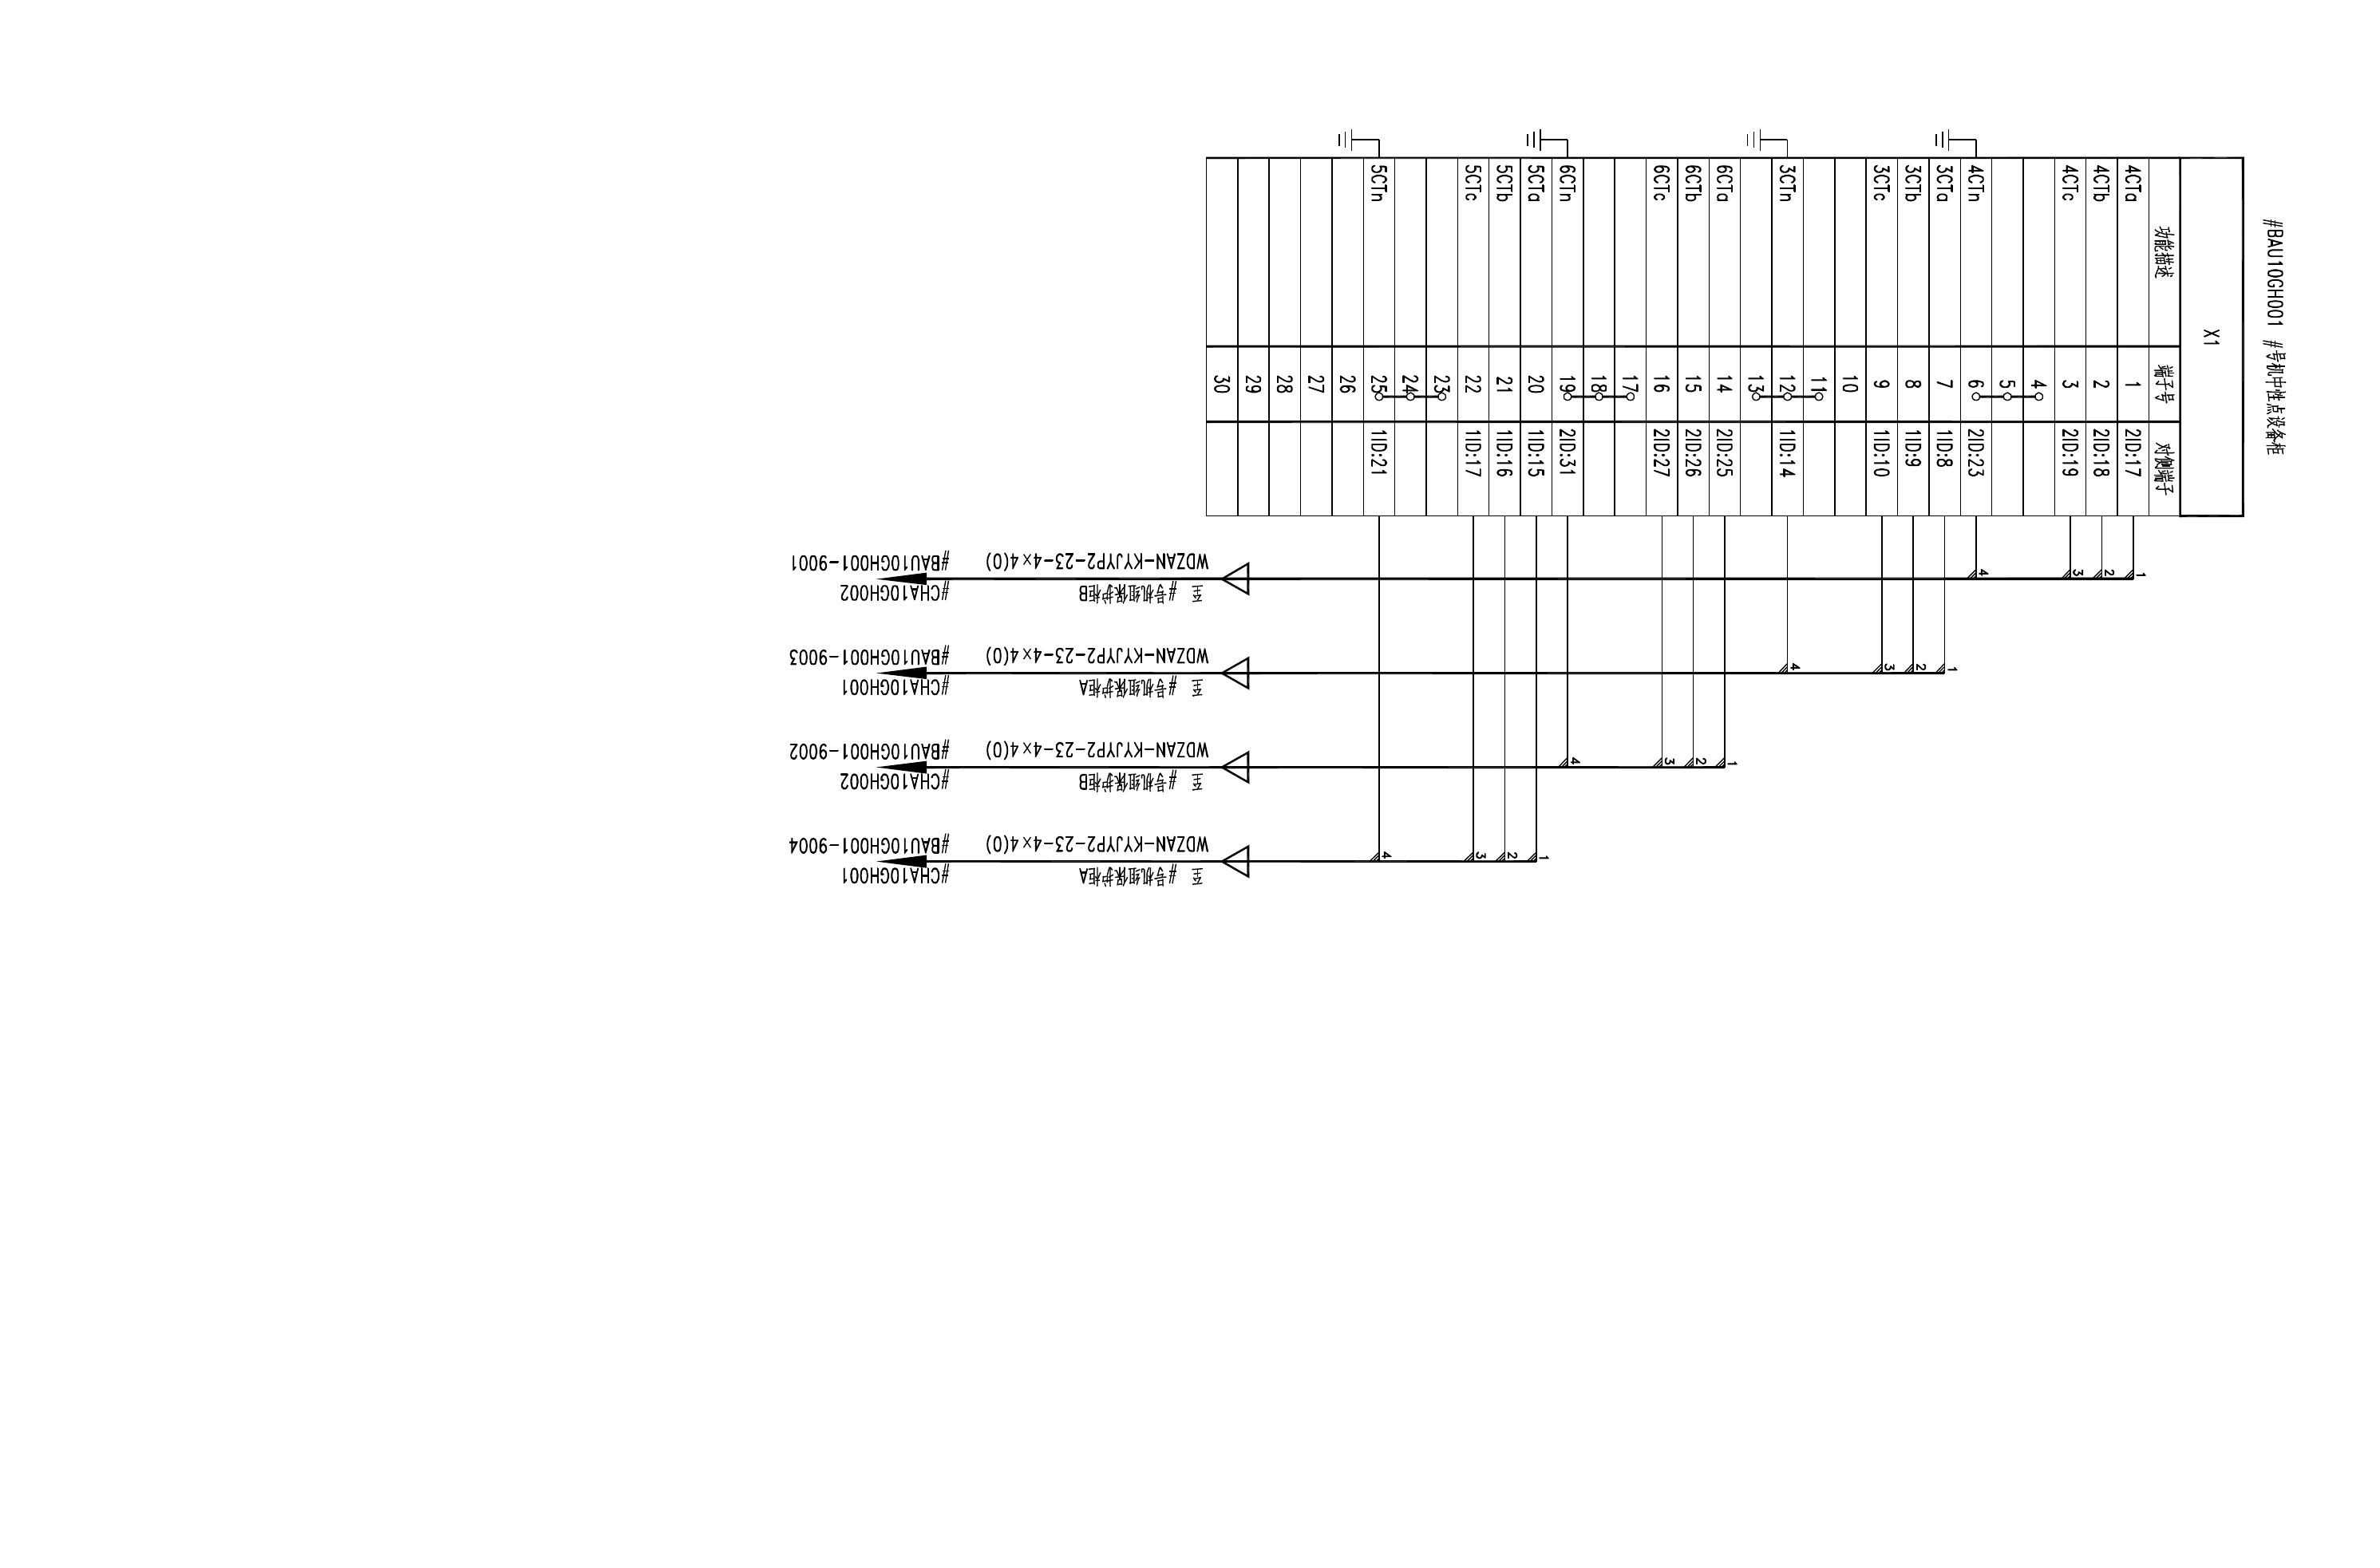 #BAU10GH001 #号机中性点设备柜
X1
功能描述 端子号 对侧端子
4CTa 1 2ID:17
4CTb 2 2ID:18
4CTc 3 2ID:19
4
5
4CTn 6 2ID:23
3CTa 7 1ID:8
3CTb 8 1ID:9
3CTc 9 1ID:10
10
11
3CTn 12 1ID:14
13
6CTa 14 2ID:25
6CTb 15 2ID:26
6CTc 16 2ID:27
17
18
6CTn 19 2ID:31
5CTa 20 1ID:15
5CTb 21 1ID:16
5CTc 22 1ID:17
23
24
5CTn 25 1ID:21
26
27
28
29
30
1 2 3 4
WDZAN-KYJYP2-23-4×4(0) #BAU10GH001-9001
至 #号机组保护柜B #CHA10GH002
1 2 3 4
WDZAN-KYJYP2-23-4×4(0) #BAU10GH001-9003
至 #号机组保护柜A #CHA10GH001
1 2 3 4
WDZAN-KYJYP2-23-4×4(0) #BAU10GH001-9002
至 #号机组保护柜B #CHA10GH002
1 2 3 4
WDZAN-KYJYP2-23-4×4(0) #BAU10GH001-9004
至 #号机组保护柜A #CHA10GH001